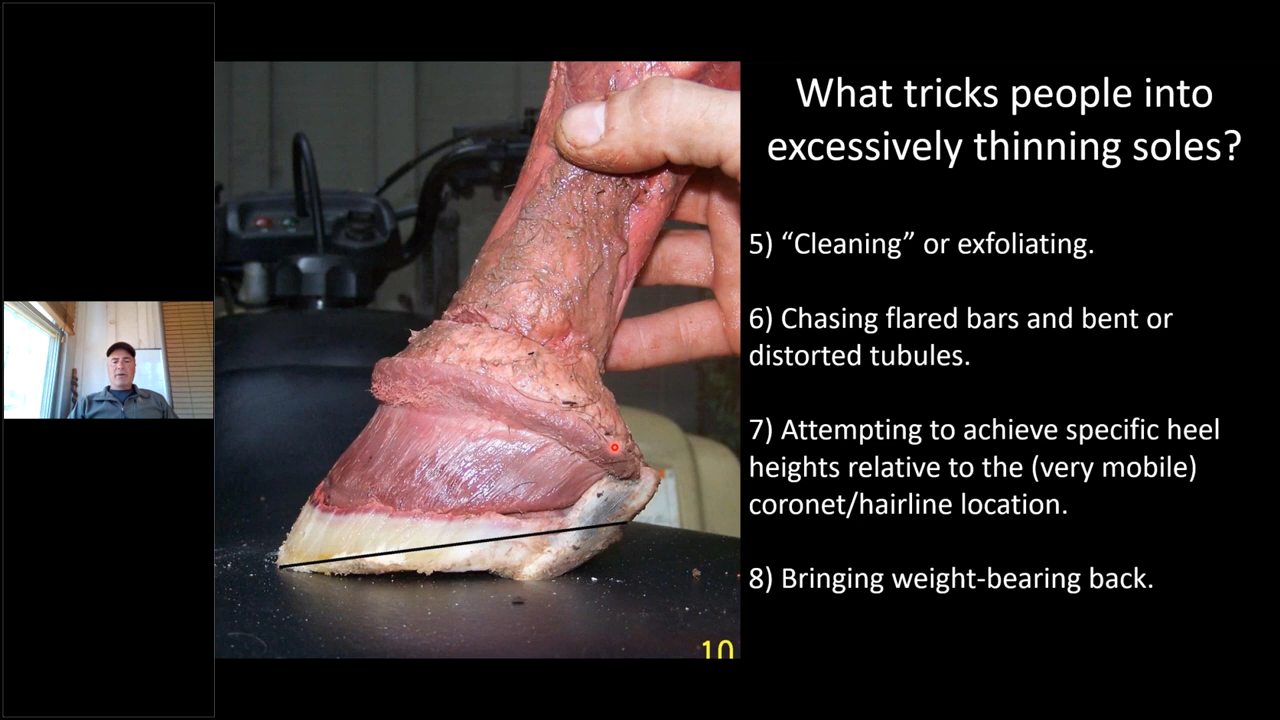 What tricks people into
excessively thinning soles?
5) “Cleaning” or exfoliating.
6) Chasing flared bars and bent or
distorted tubules.
7) Attempting to achieve specific heel
heights relative to the (very mobile)
coronet/hairline location.
8) Bringing weight-bearing back.
10